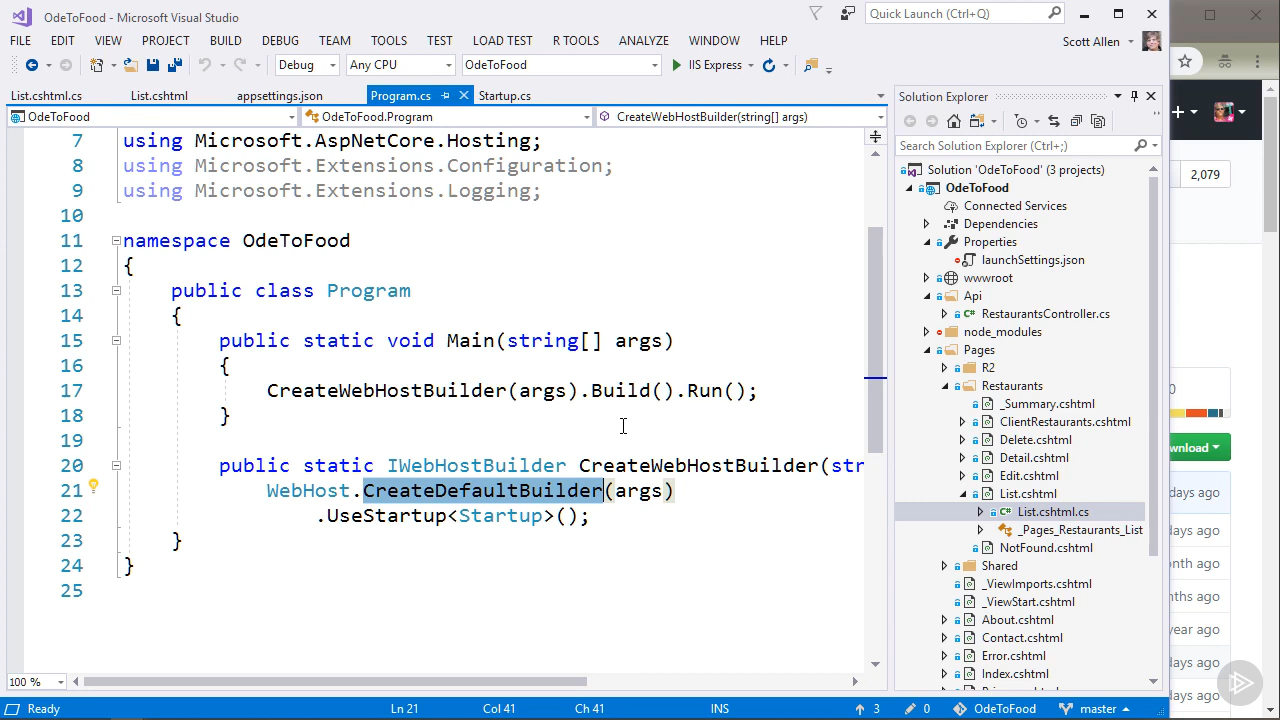 OdeToFood - Microsoft Visual Studio
Quick Launch (Ctrl+Q)
FILE EDIT VIEW PROJECT BUILD DEBUG TEAM TOOLS TEST LOAD TEST R TOOLS ANALYZE WINDOW HELP
Scott Allen
Debug Any CPU OdeToFood IIS Express
List.cshtml.cs List.cshtml appsettings.json Program.cs Startup.cs
OdeToFood OdeToFood.Program CreateWebHostBuilder(string[] args)
7 using Microsoft.AspNetCore.Hosting;
8 using Microsoft.Extensions.Configuration;
9 using Microsoft.Extensions.Logging;
10
11 namespace OdeToFood
12 {
13 public class Program
14 {
15 public static void Main(string[] args)
16 {
17 CreateWebHostBuilder(args).Build().Run();
18 }
19
20 public static IWebHostBuilder CreateWebHostBuilder(str
21 WebHost.CreateDefaultBuilder(args)
22 .UseStartup<Startup>();
23 }
24 }
25
100 %
Solution Explorer
Search Solution Explorer (Ctrl+;)
Solution 'OdeToFood' (3 projects)
OdeToFood
Connected Services
Dependencies
Properties
launchSettings.json
wwwroot
Api
RestaurantsController.cs
node_modules
Pages
R2
Restaurants
_Summary.cshtml
ClientRestaurants.cshtml
Delete.cshtml
Detail.cshtml
Edit.cshtml
List.cshtml
List.cshtml.cs
_Pages_Restaurants_List
NotFound.cshtml
Shared
_ViewImports.cshtml
_ViewStart.cshtml
About.cshtml
Contact.cshtml
Error.cshtml
Index.cshtml
2,079
0
wnload
days ago
days ago
onth ago
nths ago
year ago
days ago
days ago
Ready Ln 21 Col 41 Ch 41 INS 3 0 OdeToFood master